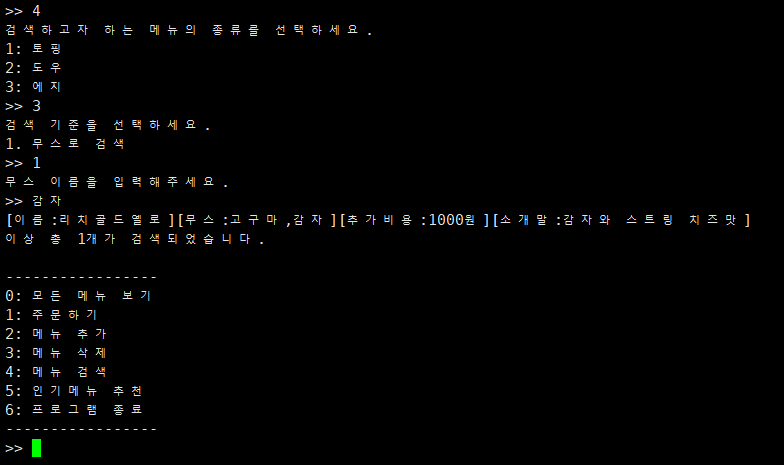 >> 4
검색하고자 하는 메뉴의 종류를 선택하세요.
1: 토핑
2: 도우
3: 에지
>> 3
검색 기준을 선택하세요.
1. 무스로 검색
>> 1
무스 이름을 입력해주세요.
>> 감자
[이름:리치골드옐로][무스:고구마,감자][추가비용:1000원][소개말:감자와 스트링 치즈맛]
이상 총 1개가 검색되었습니다.
-----------------
0: 모든 메뉴 보기
1: 주문하기
2: 메뉴 추가
3: 메뉴 삭제
4: 메뉴 검색
5: 인기메뉴 추천
6: 프로그램 종료
-----------------
>>